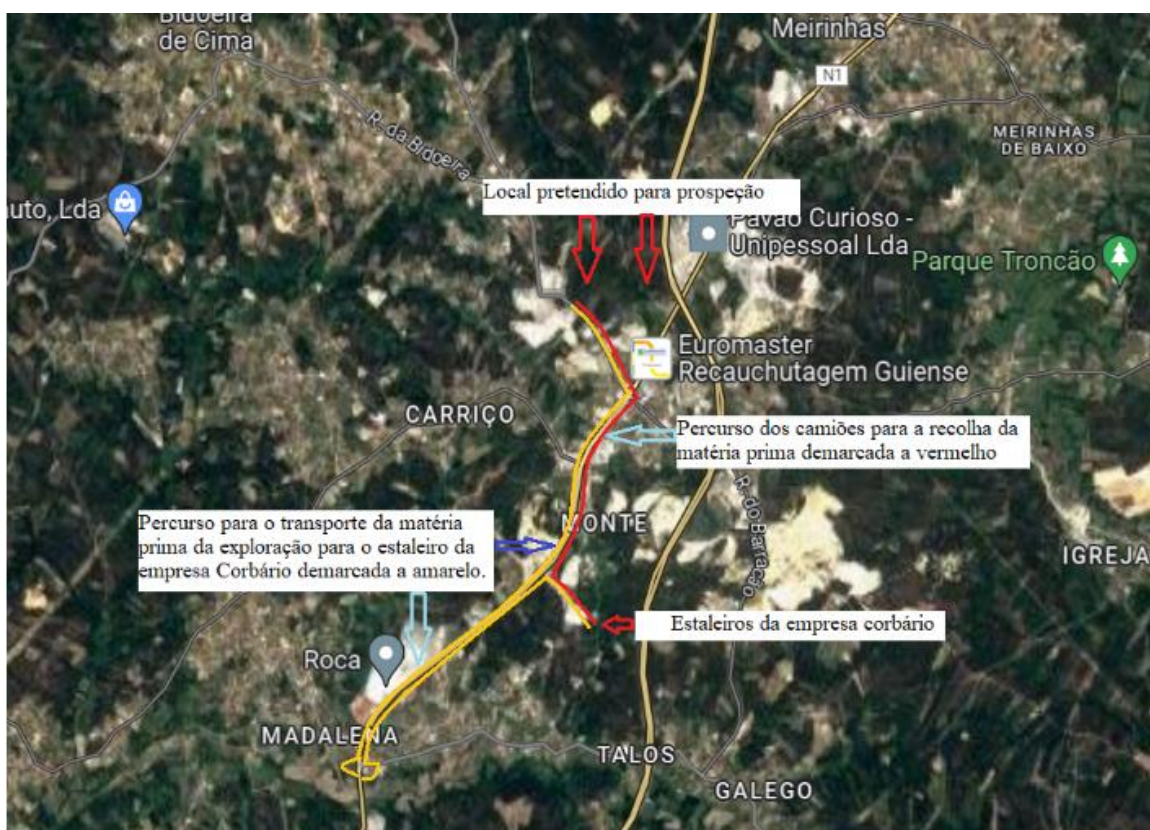 Bidoeira
de Cima
Meirinhas
N1
R. da Bidoeira
MEIRINHAS
DE BAIXO
Local pretendido para prospeção
auto, Lda
Pavão Curioso -
Unipessoal Lda
Parque Troncão
Euromaster
Recauchutagem Guiense
CARRIÇO
Percurso dos camiões para a recolha da
matéria prima demarcada a vermelho
R. do Barracão
Percurso para o transporte da matéria
prima da exploração para o estaleiro da
empresa Corbário demarcada a amarelo.
MONTE
IGREJA
Estaleiros da empresa corbário
Roca
MADALENA
TALOS
GALEGO